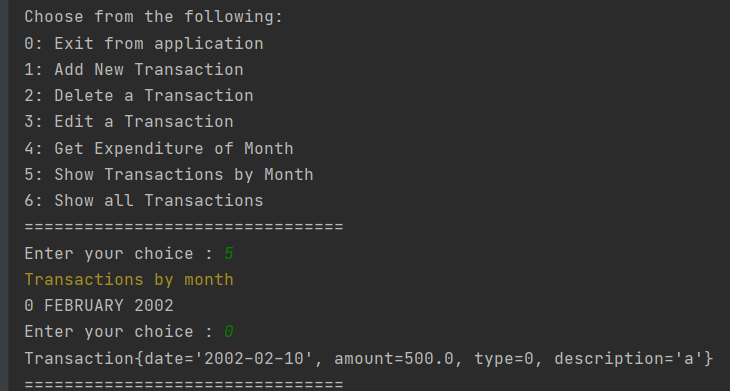 Choose from the following:
0: Exit from application
1: Add New Transaction
2: Delete a Transaction
3: Edit a Transaction
4: Get Expenditure of Month
5: Show Transactions by Month
6: Show all Transactions
================================
Enter your choice : 5
Transactions by month
0 FEBRUARY 2002
Enter your choice : 0
Transaction{date='2002-02-10', amount=500.0, type=0, description='a'}
================================